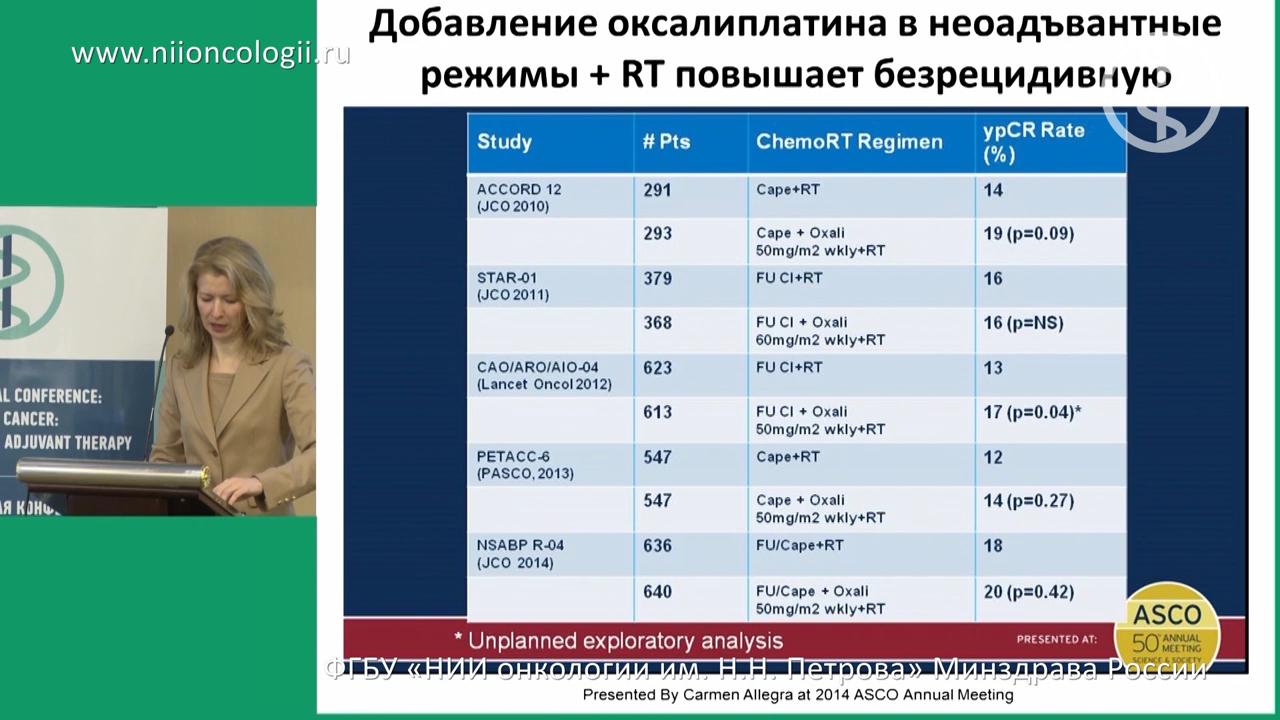 www.niioncologii.ru
Добавление оксалиплатина в неоадъвантные
режимы + RT повышает безрецидивную
Study # Pts ChemoRT Regimen ypCR Rate
(%)
ACCORD 12 291 Cape+RT 14
(JCO 2010)
293 Cape + Oxali 19 (p=0.09)
50mg/m2 wkly+RT
STAR-01 379 FU CI+RT 16
(JCO 2011)
368 FU CI + Oxali 16 (p=NS)
60mg/m2 wkly+RT
CAO/ARO/AIO-04 623 FU CI+RT 13
(Lancet Oncol 2012)
613 FU CI + Oxali 17 (p=0.04)*
50mg/m2 wkly+RT
PETACC-6 547 Cape+RT 12
(PASCO, 2013)
547 Cape + Oxali 14 (p=0.27)
50mg/m2 wkly+RT
NSABP R-04 636 FU/Cape+RT 18
(JCO 2014)
640 FU/Cape + Oxali 20 (p=0.42)
50mg/m2 wkly+RT
* Unplanned exploratory analysis
PRESENTED AT:
ASCO
50TH ANNUAL
MEETING
SCIENCE & SOCIETY
ФГБУ «НИИ онкологии им. Н.Н. Петрова» Минздрава России
Presented By Carmen Allegra at 2014 ASCO Annual Meeting
AL CONFERENCE:
CANCER:
ADJUVANT THERAPY